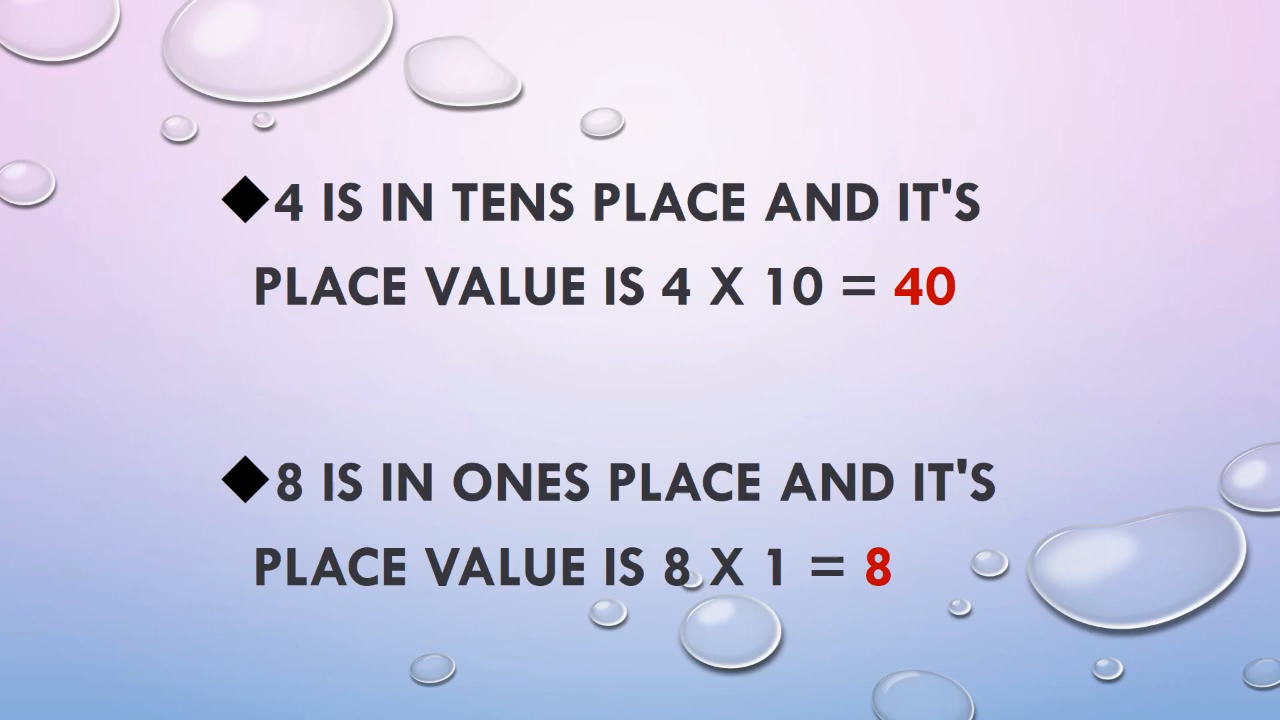 ◆4 IS IN TENS PLACE AND IT'S
PLACE VALUE IS 4 X 10 = 40
◆8 IS IN ONES PLACE AND IT'S
PLACE VALUE IS 8 X 1 = 8